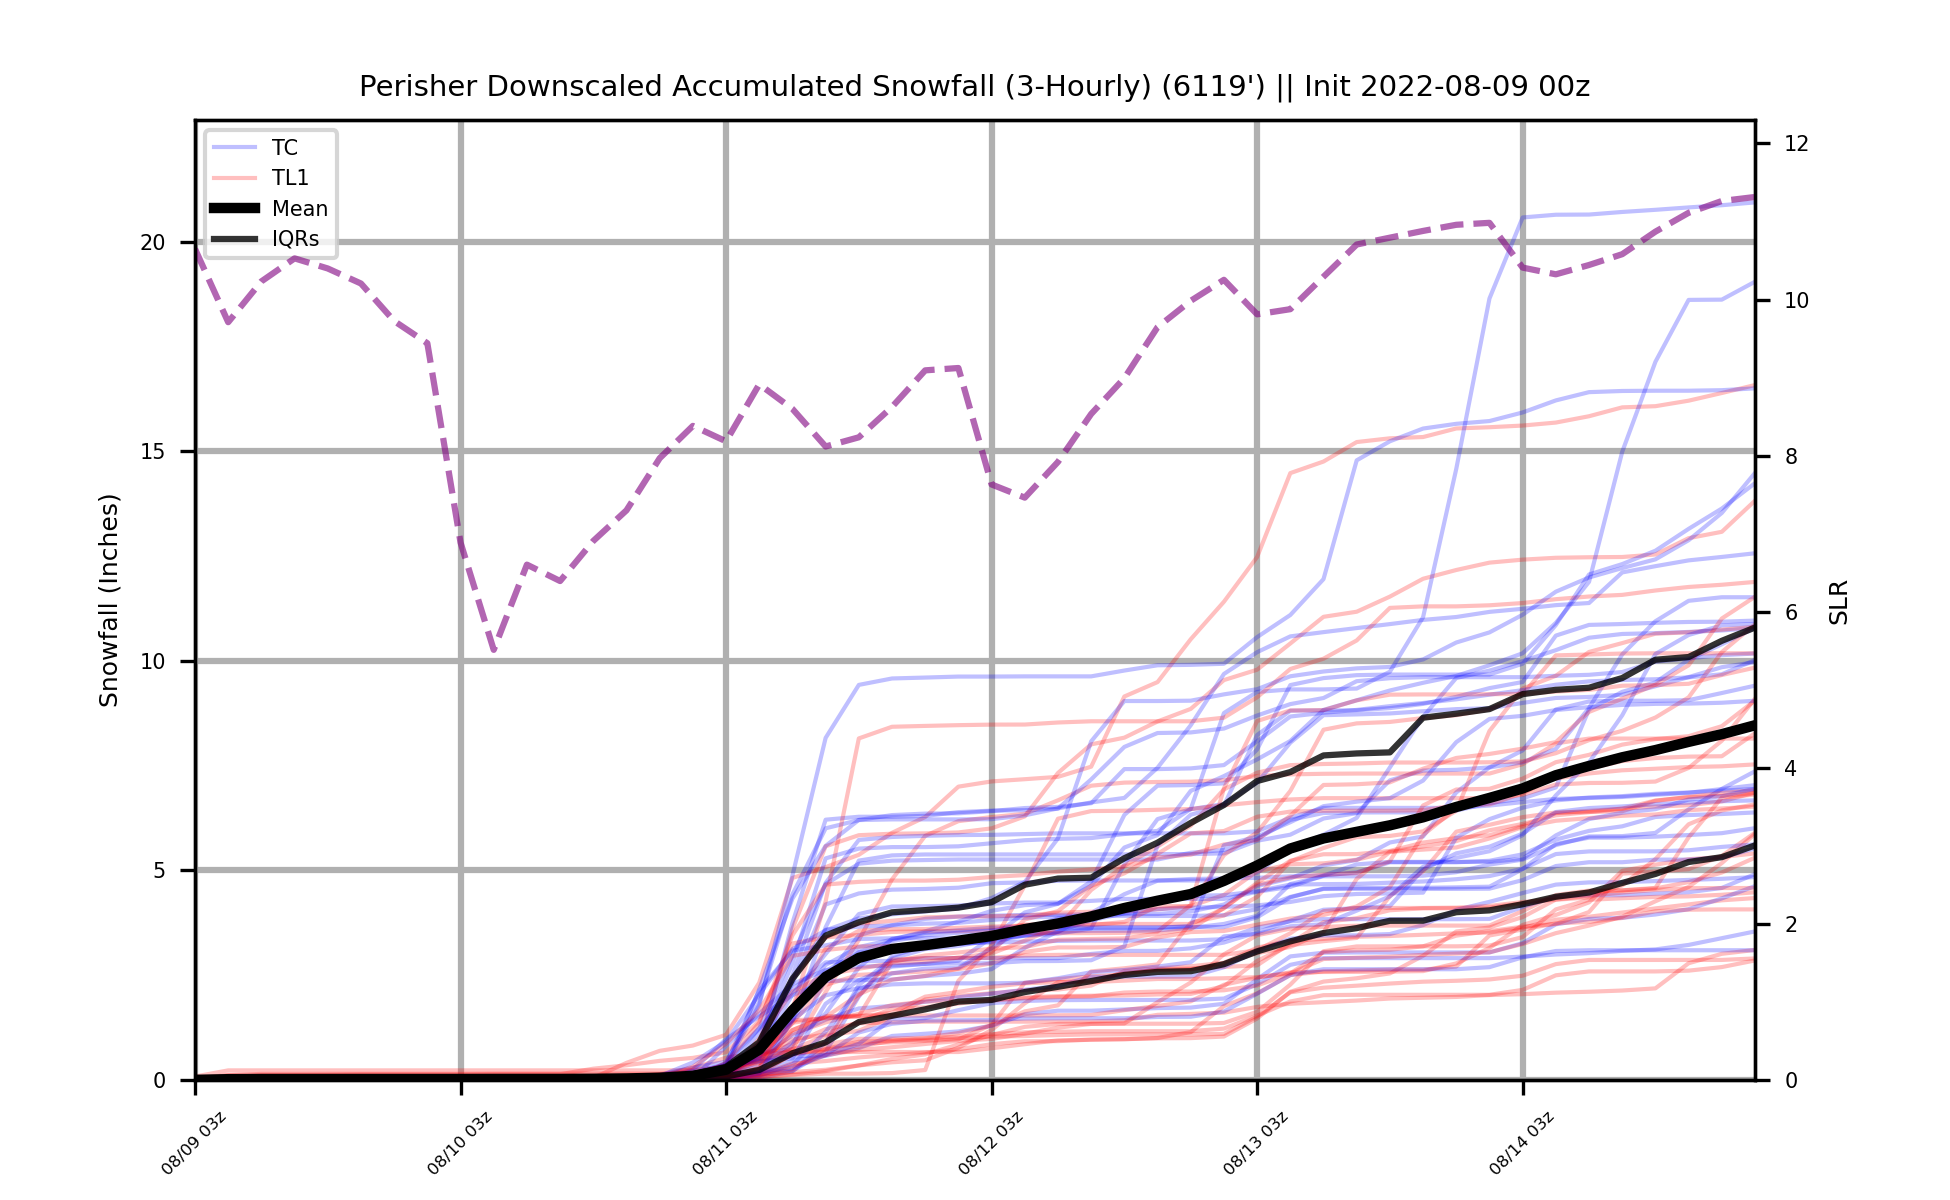 Perisher Downscaled Accumulated Snowfall (3-Hourly) (6119') || Init 2022-08-09 00z
TC
TL1
Mean
IQRs
20
15
10
5
0
Snowfall (Inches)
12
10
8
6
4
2
0
SLR
08/09 03z
08/10 03z
08/11 03z
08/12 03z
08/13 03z
08/14 03z